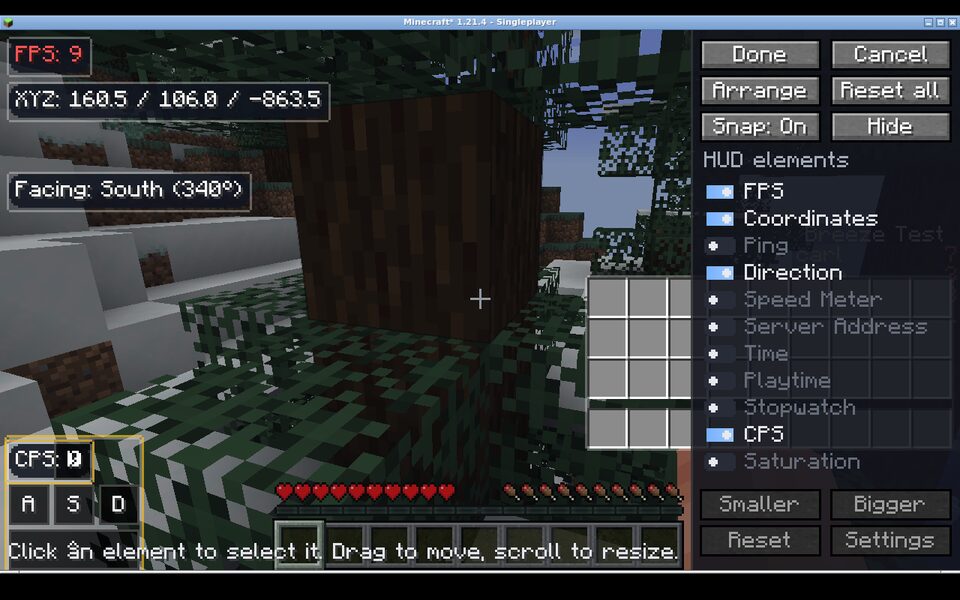 Minecraft* 1.21.4 - Singleplayer
FPS: 9
XYZ: 160.5 / 106.0 / -863.5
Facing: South (340°)
Done
Cancel
Arrange
Reset all
Snap: On
Hide
HUD elements
FPS
Coordinates
Ping
Direction
Speed Meter
Server Address
Time
Playtime
Stopwatch
CPS
Saturation
Smaller
Bigger
Reset
Settings
CPS: 0
A S D
Click an element to select it. Drag to move, scroll to resize.